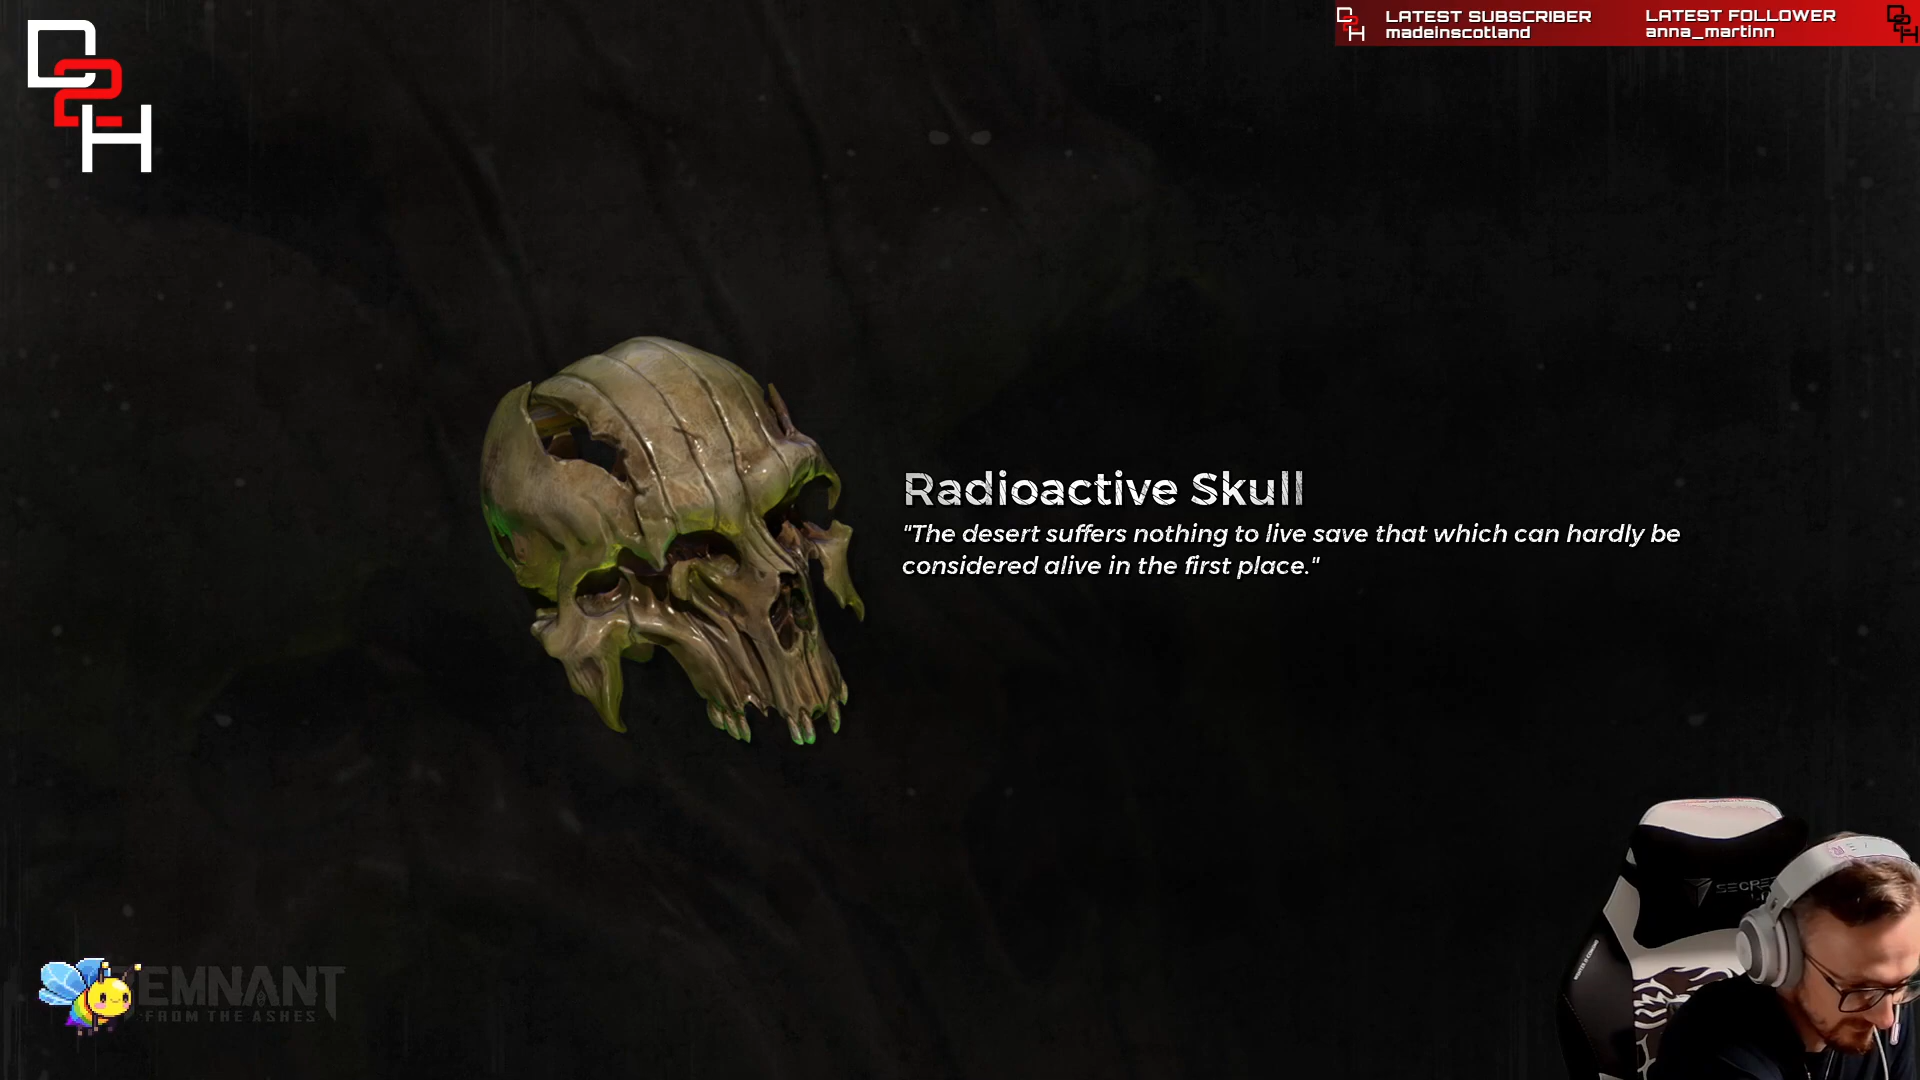 D2H
LATEST SUBSCRIBER
madeinscotland
LATEST FOLLOWER
anna_martinn
Radioactive Skull
"The desert suffers nothing to live save that which can hardly be
considered alive in the first place."
EMNANT
FROM THE ASHES